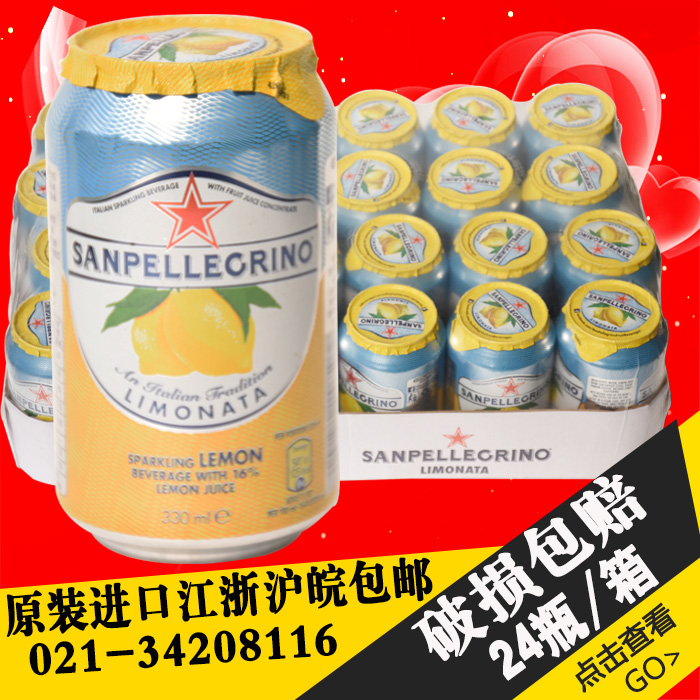 ITALIAN SPARKLING BEVERAGE WITH FRUIT JUICE CONCENTRATE
SANPELLEGRINO
An Italian Tradition
LIMONATA
SPARKLING LEMON
BEVERAGE WITH 16%
LEMON JUICE
330 ml e
SANPELLEGRINO
LIMONATA
破损包赔
24瓶/箱
点击查看
GO>
原装进口江浙沪皖包邮
021-34208116